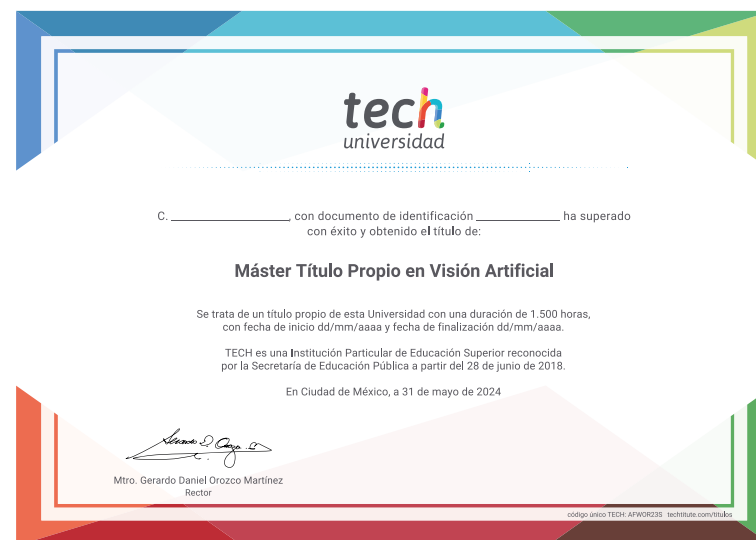 tech
universidad
C. ____________________, con documento de identificación ______________ ha superado
con éxito y obtenido el título de:
Máster Título Propio en Visión Artificial
Se trata de un título propio de esta Universidad con una duración de 1.500 horas,
con fecha de inicio dd/mm/aaaa y fecha de finalización dd/mm/aaaa.
TECH es una Institución Particular de Educación Superior reconocida
por la Secretaría de Educación Pública a partir del 28 de junio de 2018.
En Ciudad de México, a 31 de mayo de 2024
Mtro. Gerardo Daniel Orozco Martínez
Rector
código único TECH: AFWOR23S techtitute.com/titulos